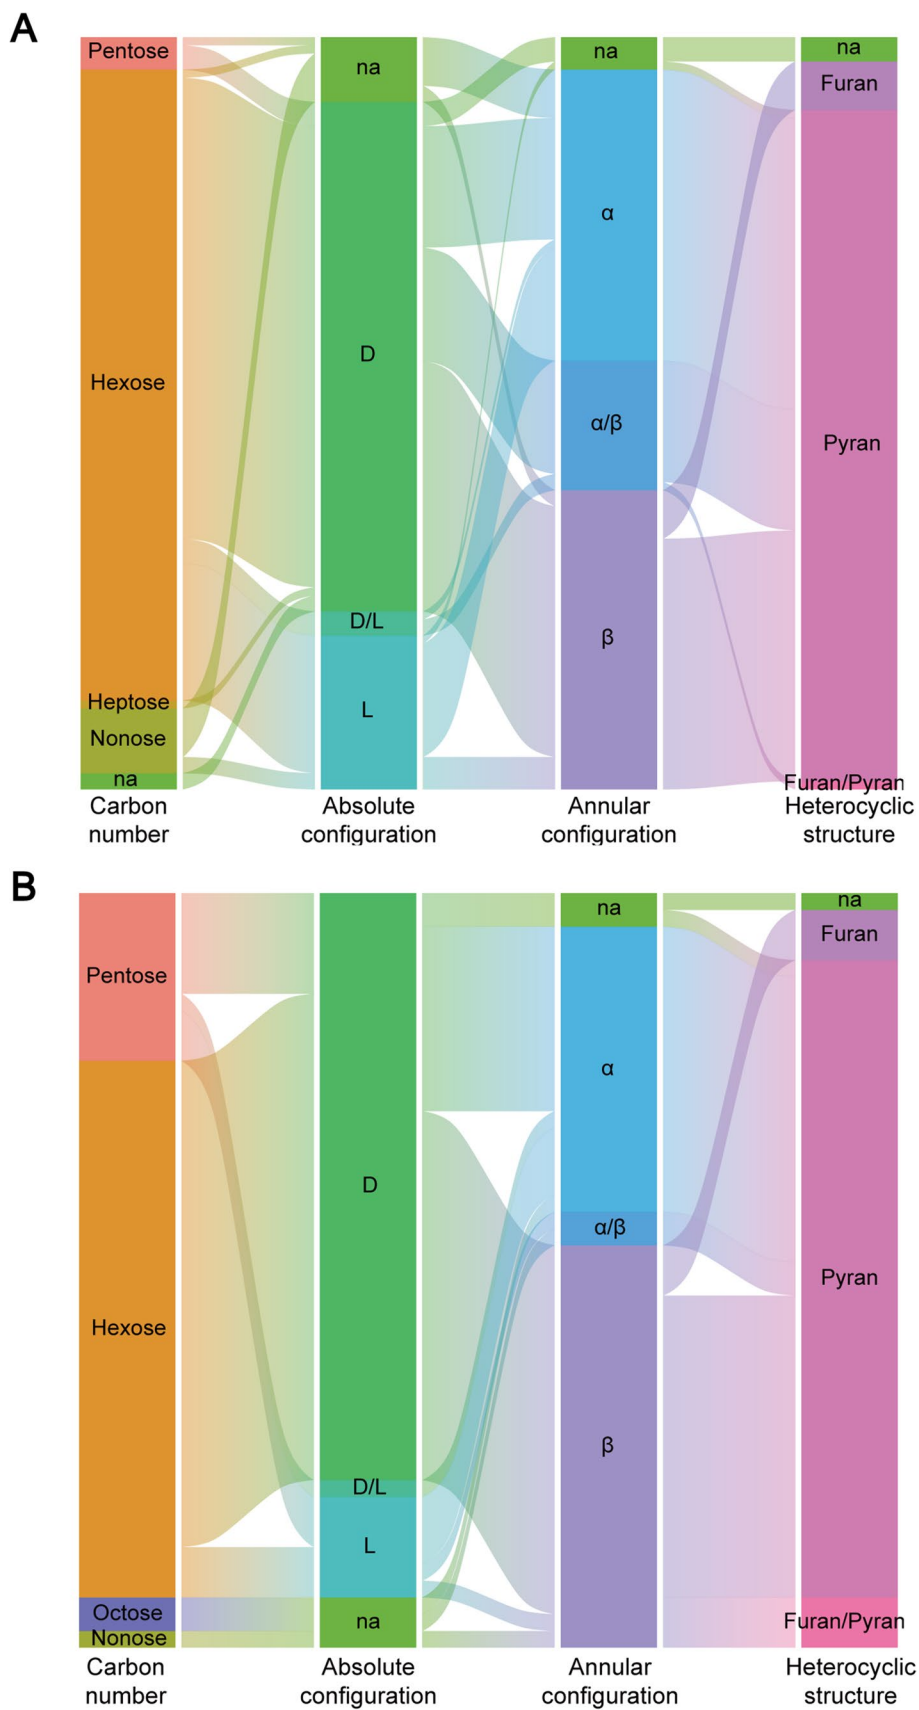 A
Pentose
na
na
na
Furan
α
D
Hexose
α/β
Pyran
D/L
β
Heptose
L
Nonose
na
Furan/Pyran
Carbon
number
Absolute
configuration
Annular
configuration
Heterocyclic
structure
B
na
na
Furan
Pentose
α
D
α/β
Pyran
Hexose
β
D/L
L
Octose
na
Furan/Pyran
Nonose
Carbon
number
Absolute
configuration
Annular
configuration
Heterocyclic
structure